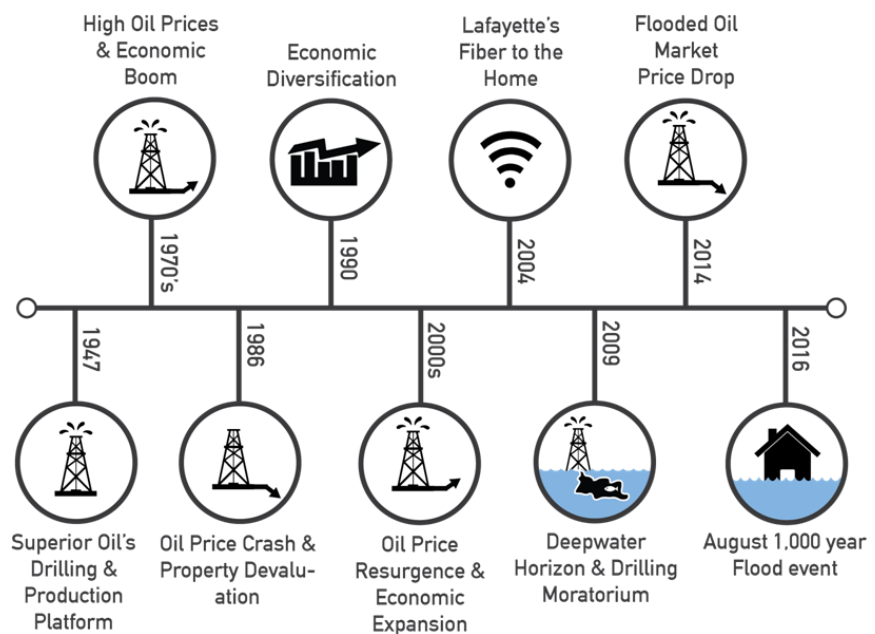 High Oil Prices
& Economic
Boom
Economic
Diversification
Lafayette's
Fiber to the
Home
Flooded Oil
Market
Price Drop
1970's
1990
2004
2014
1947
1986
2000s
2009
2016
Superior Oil's
Drilling &
Production
Platform
Oil Price Crash &
Property Devalu-
ation
Oil Price
Resurgence &
Economic
Expansion
Deepwater
Horizon & Drilling
Moratorium
August 1,000 year
Flood event